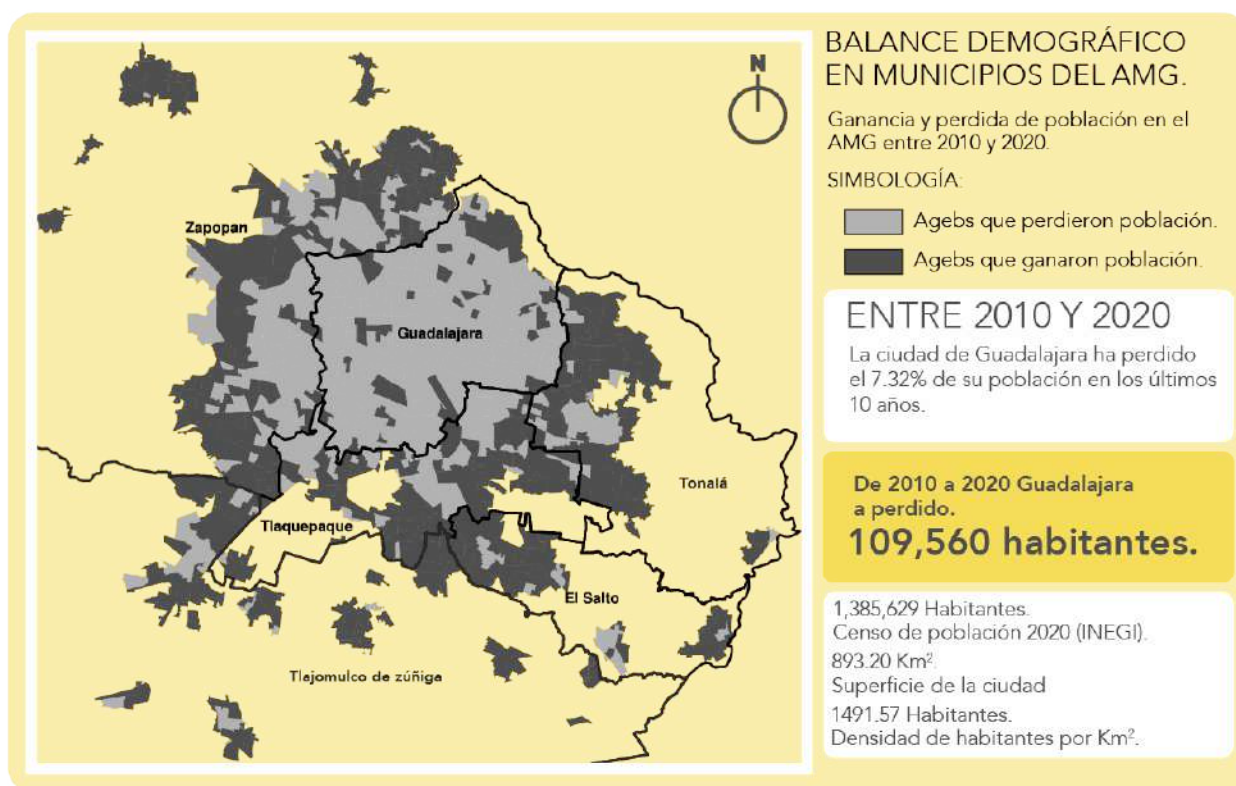 N
Zapopan
Guadalajara
Tonalá
Tlaquepaque
El Salto
Tlajomulco de zúñiga
BALANCE DEMOGRÁFICO
EN MUNICIPIOS DEL AMG.
Ganancia y perdida de población en el
AMG entre 2010 y 2020.
SIMBOLOGÍA:
Agebs que perdieron población.
Agebs que ganaron población.
ENTRE 2010 Y 2020
La ciudad de Guadalajara ha perdido
el 7.32% de su población en los últimos
10 años.
De 2010 a 2020 Guadalajara
a perdido.
109,560 habitantes.
1,385,629 Habitantes.
Censo de población 2020 (INEGI).
893.20 Km².
Superficie de la ciudad
1491.57 Habitantes.
Densidad de habitantes por Km².